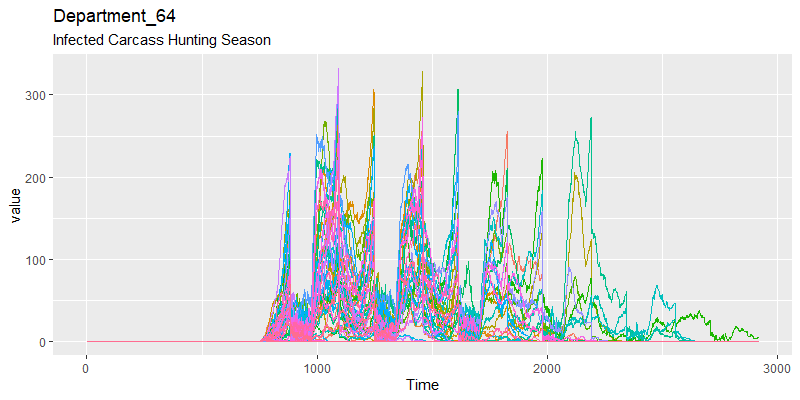 Department_64
Infected Carcass Hunting Season
300
200
100
0
value
0 1000 2000 3000
Time